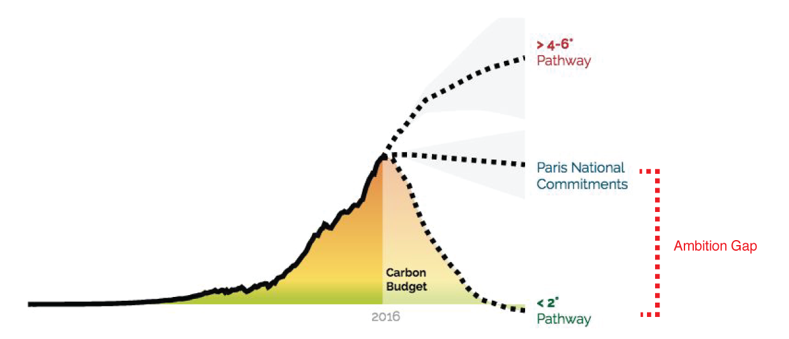 > 4-6°
Pathway
Paris National
Commitments
Ambition Gap
Carbon
Budget
< 2°
Pathway
2016